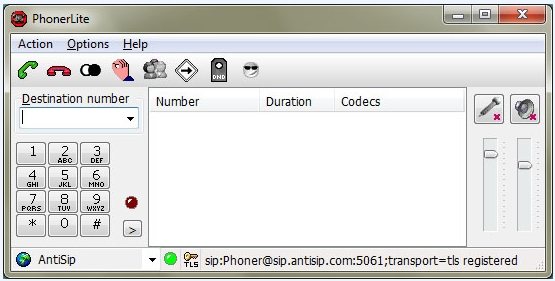 PhonerLite
Action Options Help
DND
Destination number
Number Duration Codecs
1 2 ABC 3 DEF
4 GHI 5 JKL 6 MNO
7 PQRS 8 TUV 9 WXYZ
* 0 #
>
AntiSip
TLS
sip:Phoner@sip.antisip.com:5061;transport=tls registered